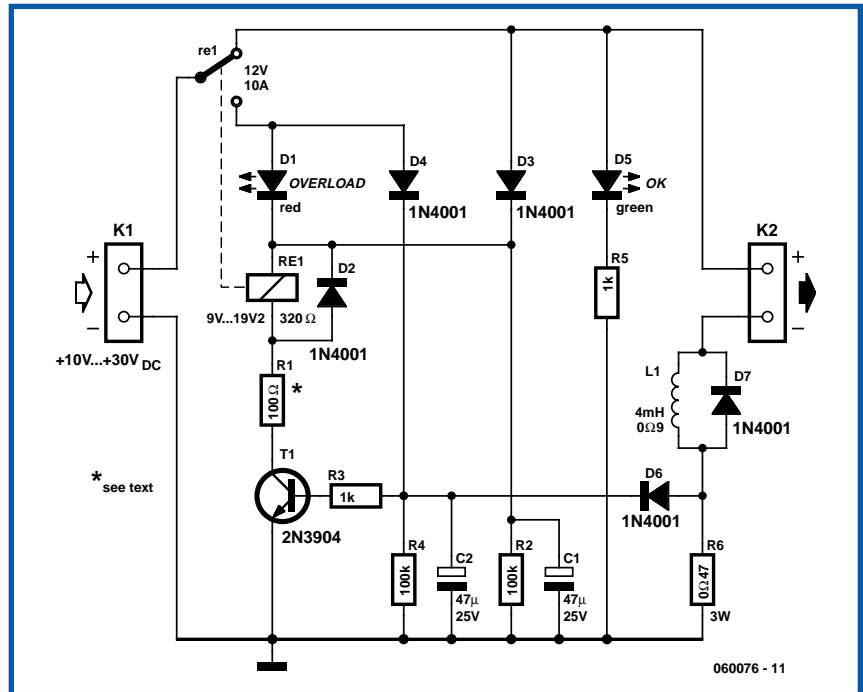 re1
12V
10A
D1
OVERLOAD
red
D4
1N4001
D3
1N4001
D5
OK
green
K1
+
–
+10V...+30V DC
RE1
9V...19V2
320 Ω
D2
1N4001
R5
1k
K2
+
–
R1
100Ω
*
L1
4mH
0Ω9
D7
1N4001
* see text
T1
2N3904
R3
1k
D6
1N4001
R4
100k
C2
47µ
25V
R2
100k
C1
47µ
25V
R6
0Ω47
3W
060076 - 11